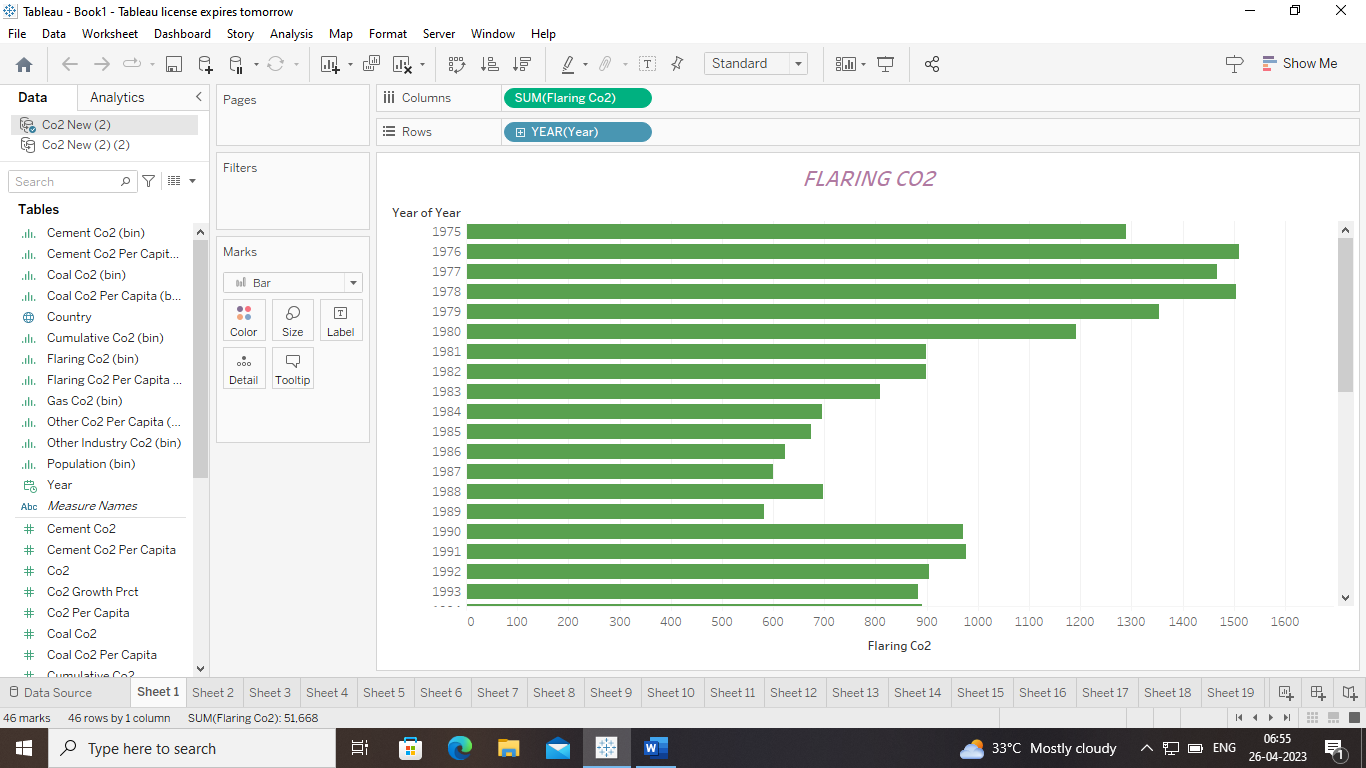 Tableau - Book1 - Tableau license expires tomorrow
File Data Worksheet Dashboard Story Analysis Map Format Server Window Help
Standard
Show Me
Data Analytics
Co2 New (2)
Co2 New (2) (2)
Search
Tables
Cement Co2 (bin)
Cement Co2 Per Capit...
Coal Co2 (bin)
Coal Co2 Per Capita (b...
Country
Cumulative Co2 (bin)
Flaring Co2 (bin)
Flaring Co2 Per Capita ...
Gas Co2 (bin)
Other Co2 Per Capita (...
Other Industry Co2 (bin)
Population (bin)
Year
Abc Measure Names
Cement Co2
Cement Co2 Per Capita
Co2
Co2 Growth Prct
Co2 Per Capita
Coal Co2
Coal Co2 Per Capita
Cumulative Co2
Pages
Filters
Marks
Bar
Color Size Label
Detail Tooltip
Columns SUM(Flaring Co2)
Rows YEAR(Year)
FLARING CO2
Year of Year
1975
1976
1977
1978
1979
1980
1981
1982
1983
1984
1985
1986
1987
1988
1989
1990
1991
1992
1993
0 100 200 300 400 500 600 700 800 900 1000 1100 1200 1300 1400 1500 1600
Flaring Co2
Data Source Sheet 1 Sheet 2 Sheet 3 Sheet 4 Sheet 5 Sheet 6 Sheet 7 Sheet 8 Sheet 9 Sheet 10 Sheet 11 Sheet 12 Sheet 13 Sheet 14 Sheet 15 Sheet 16 Sheet 17 Sheet 18 Sheet 19
46 marks 46 rows by 1 column SUM(Flaring Co2): 51,668
Type here to search
33°C Mostly cloudy
ENG
06:55
26-04-2023
1